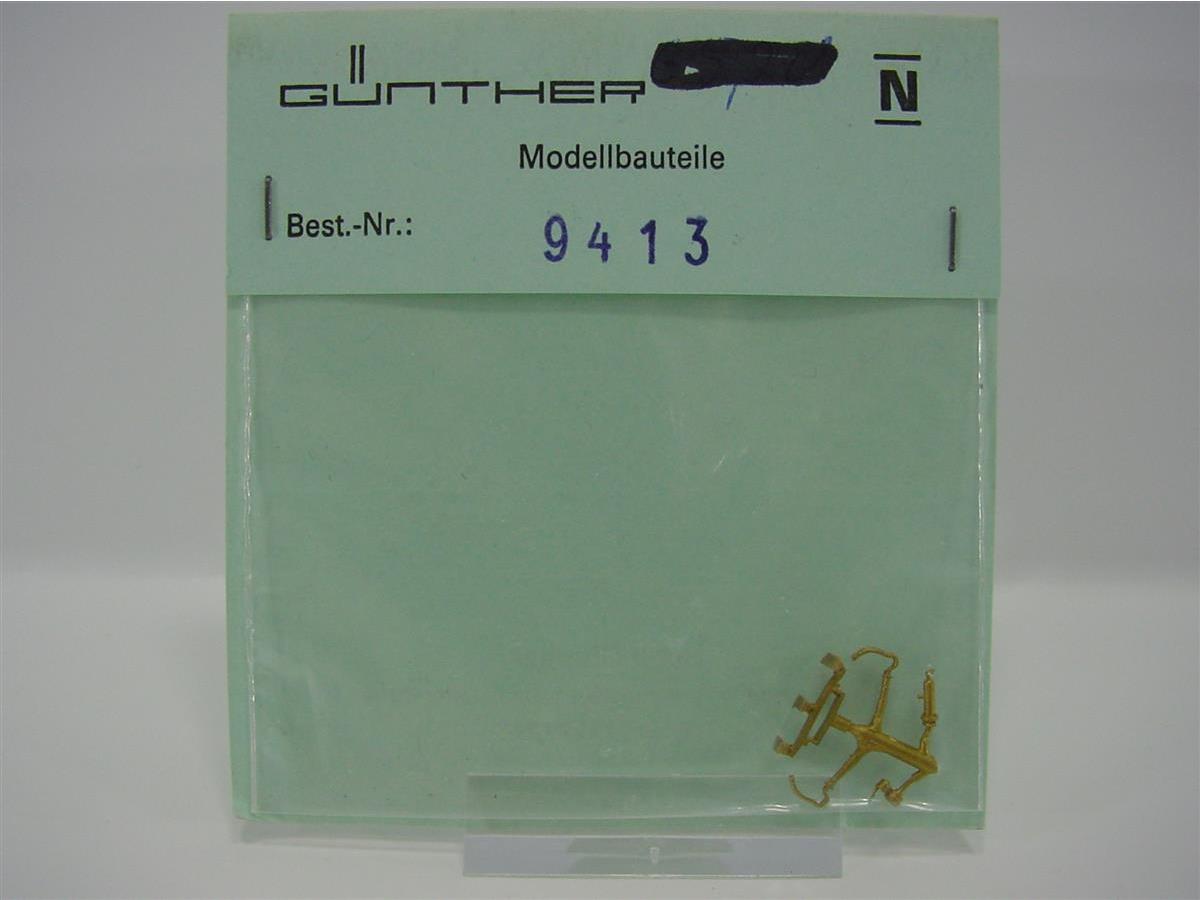 GÜNTHER
N
Modellbauteile
Best.-Nr.: 9413